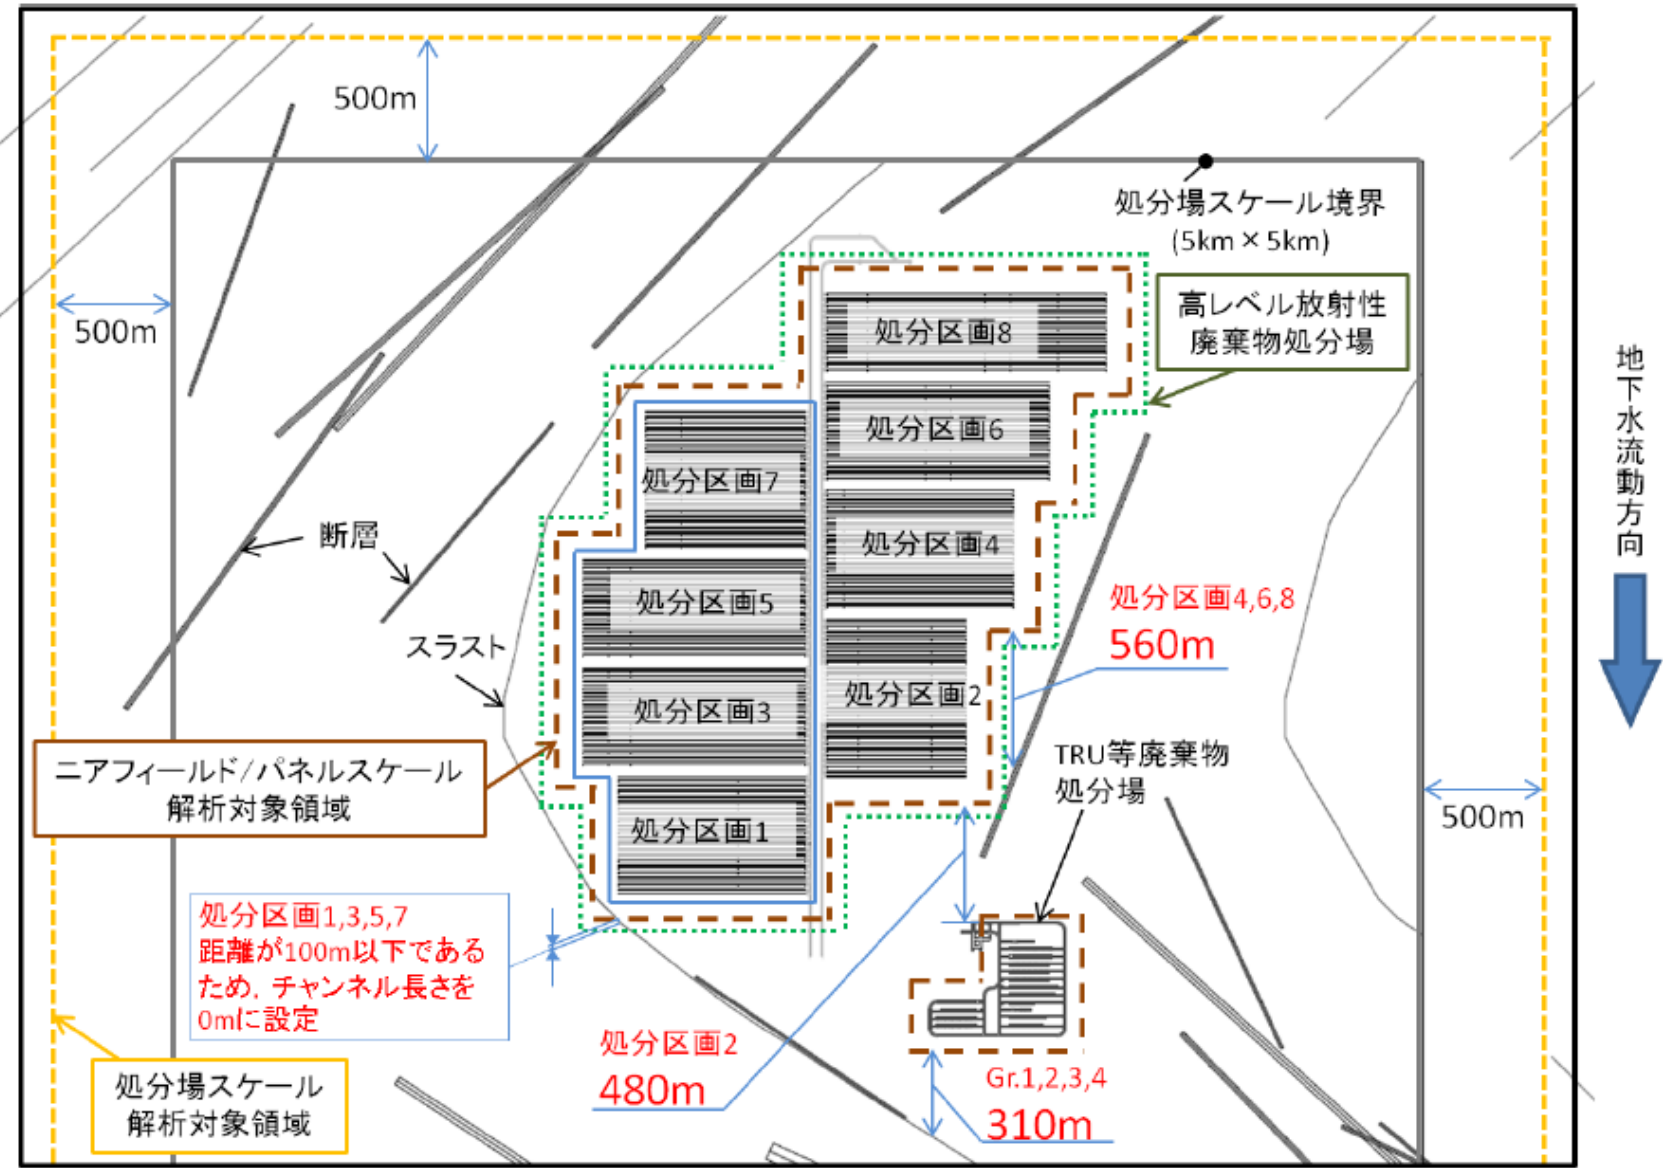 500m
処分場スケール境界
(5km×5km)
500m
高レベル放射性
廃棄物処分場
地下水流動方向
処分区画8
処分区画6
処分区画7
処分区画4
断層
処分区画5
処分区画4,6,8
560m
スラスト
処分区画3
処分区画2
TRU等廃棄物
処分場
ニアフィールド/パネルスケール
解析対象領域
500m
処分区画1
処分区画1,3,5,7
距離が100m以下である
ため，チャンネル長さを
0mに設定
処分区画2
480m
Gr.1,2,3,4
310m
処分場スケール
解析対象領域